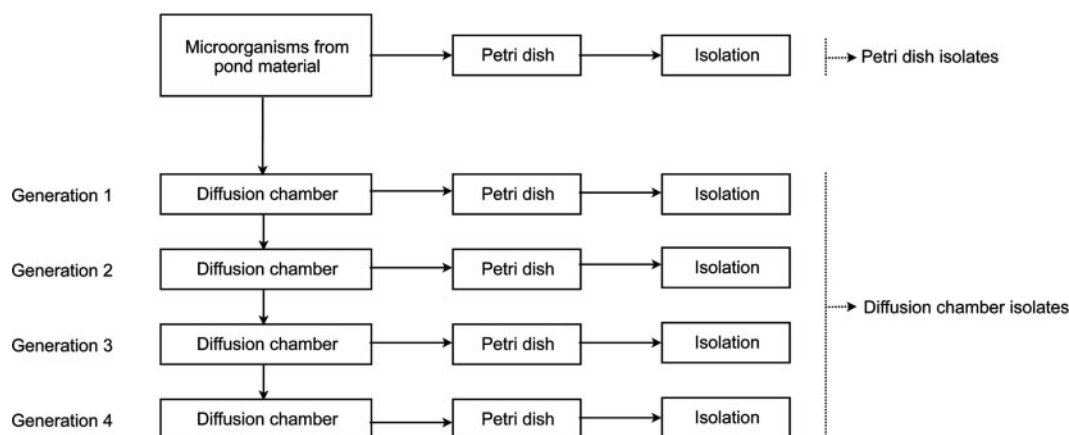 Microorganisms from
pond material
Petri dish
Isolation
Petri dish isolates
Generation 1
Diffusion chamber
Petri dish
Isolation
Generation 2
Diffusion chamber
Petri dish
Isolation
Diffusion chamber isolates
Generation 3
Diffusion chamber
Petri dish
Isolation
Generation 4
Diffusion chamber
Petri dish
Isolation